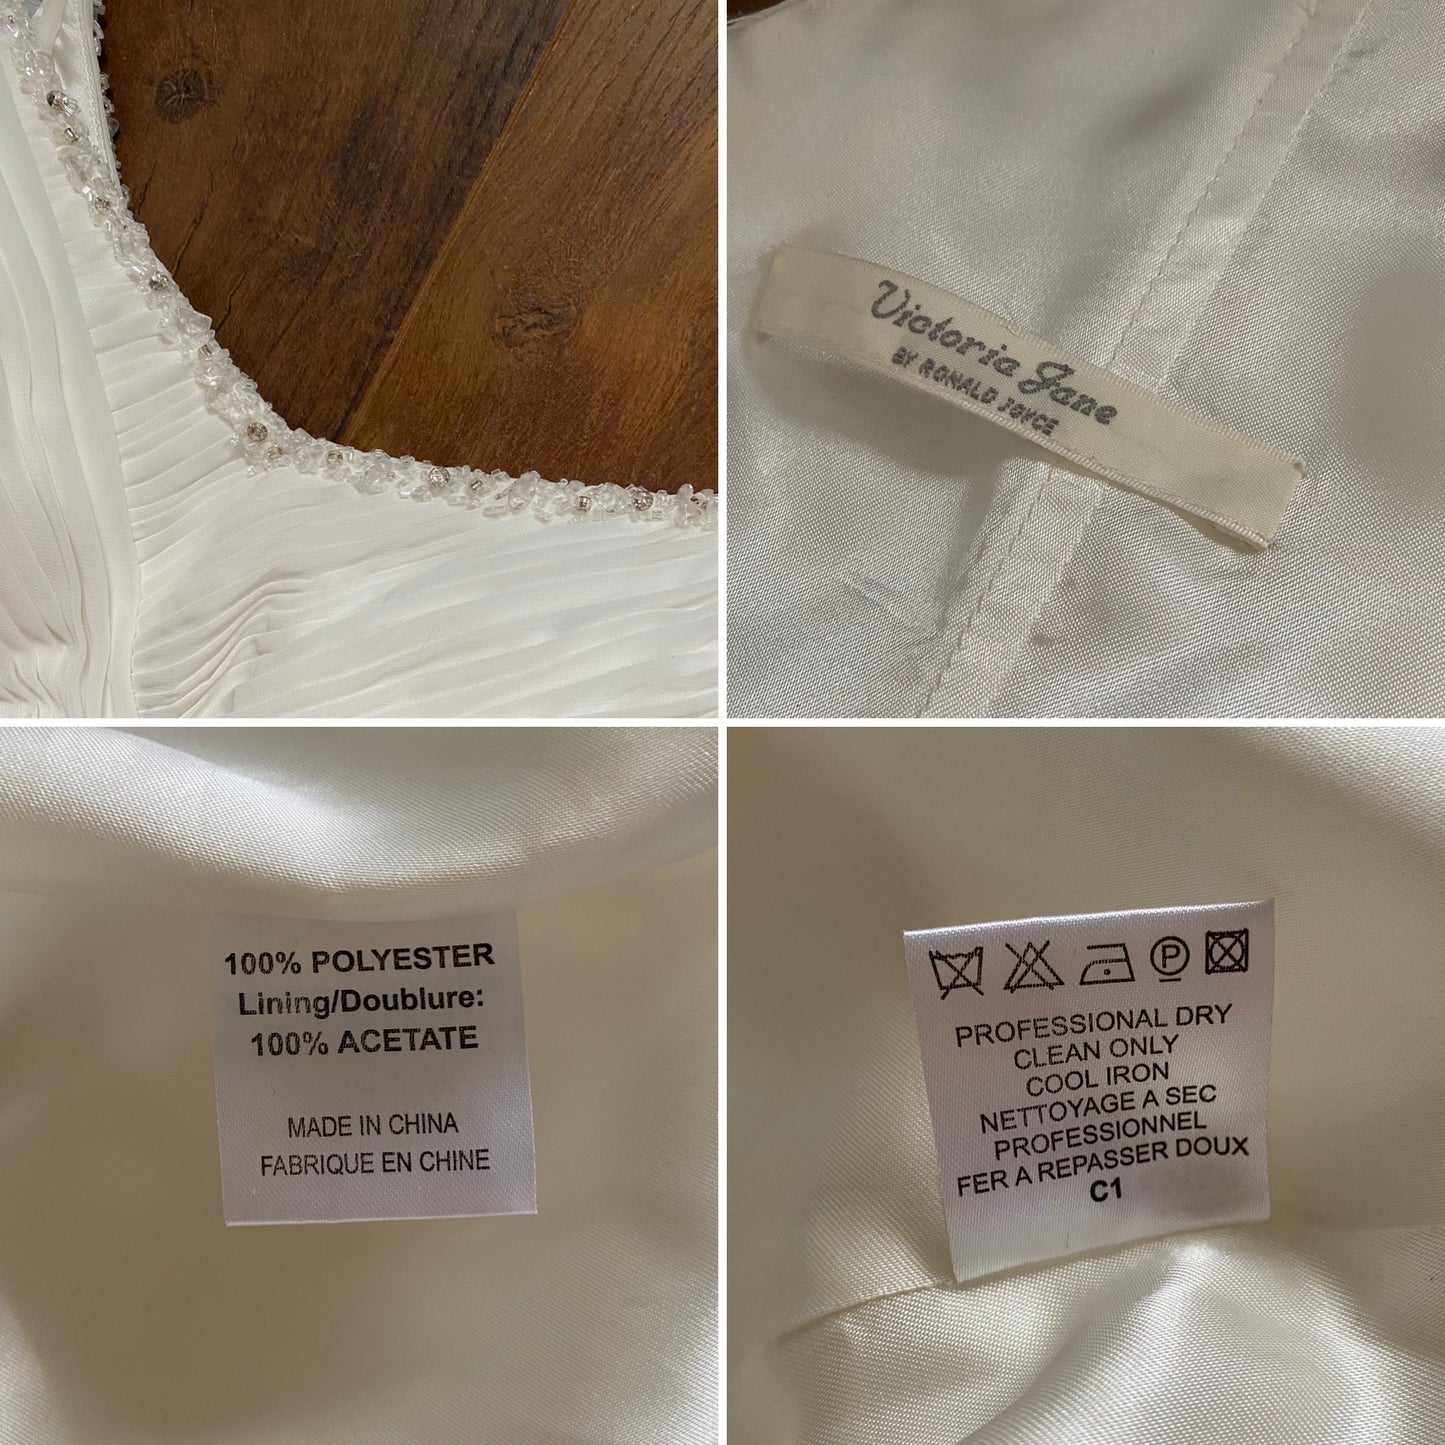 Victoria Jane
BY RONALD JOYCE
100% POLYESTER
Lining/Doublure:
100% ACETATE
MADE IN CHINA
FABRIQUE EN CHINE
P
PROFESSIONAL DRY
CLEAN ONLY
COOL IRON
NETTOYAGE A SEC
PROFESSIONNEL
FER A REPASSER DOUX
C1